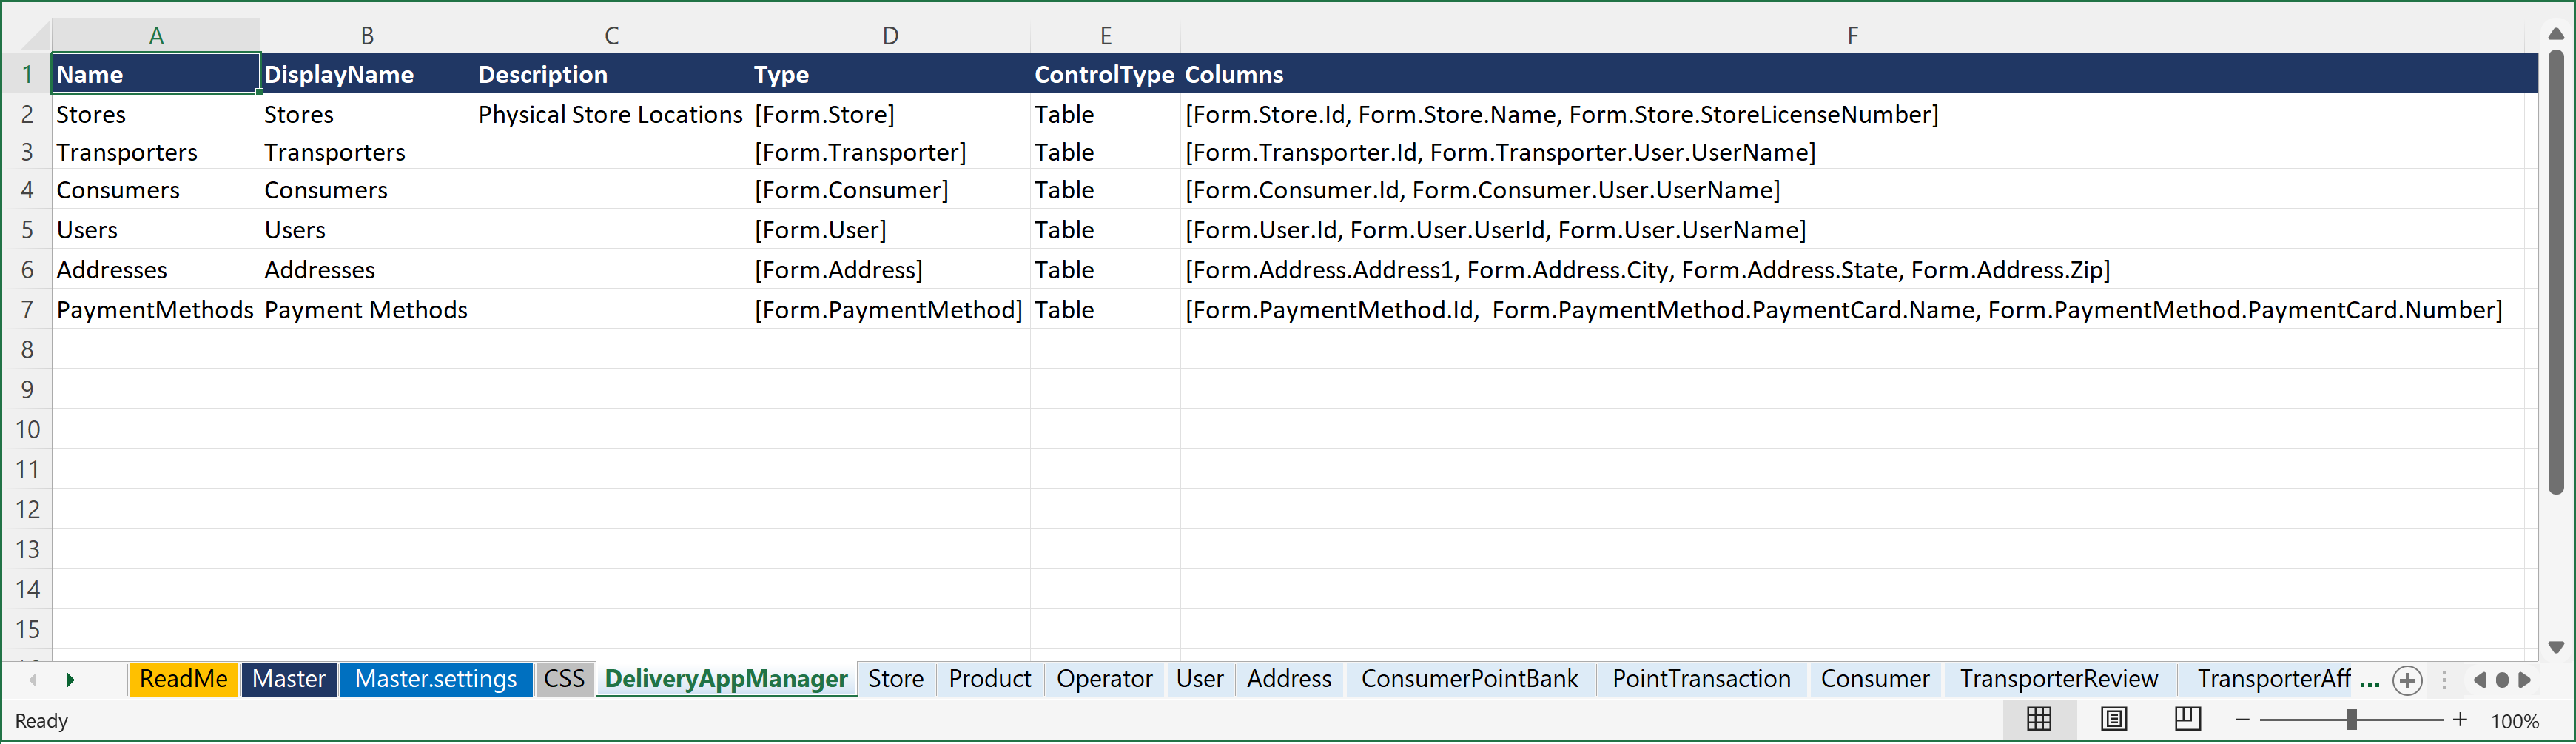 A B C D E F
1 Name DisplayName Description Type ControlType Columns
2 Stores Stores Physical Store Locations [Form.Store] Table [Form.Store.Id, Form.Store.Name, Form.Store.StoreLicenseNumber]
3 Transporters Transporters [Form.Transporter] Table [Form.Transporter.Id, Form.Transporter.User.UserName]
4 Consumers Consumers [Form.Consumer] Table [Form.Consumer.Id, Form.Consumer.User.UserName]
5 Users Users [Form.User] Table [Form.User.Id, Form.User.UserId, Form.User.UserName]
6 Addresses Addresses [Form.Address] Table [Form.Address.Address1, Form.Address.City, Form.Address.State, Form.Address.Zip]
7 PaymentMethods Payment Methods [Form.PaymentMethod] Table [Form.PaymentMethod.Id,  Form.PaymentMethod.PaymentCard.Name, Form.PaymentMethod.PaymentCard.Number]
8
9
10
11
12
13
14
15
ReadMe Master Master.settings CSS DeliveryAppManager Store Product Operator User Address ConsumerPointBank PointTransaction Consumer TransporterReview TransporterAff ...
Ready 100%